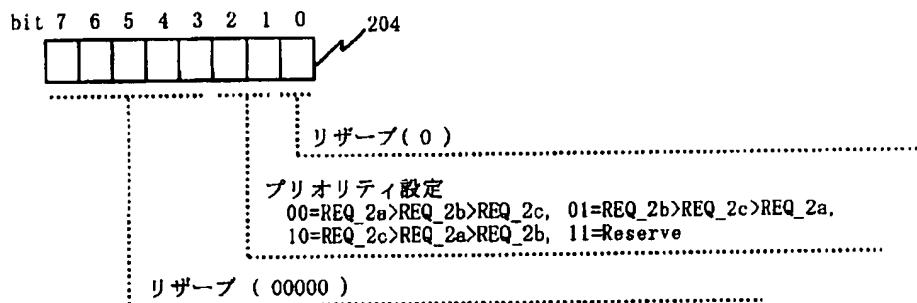 bit 7 6 5 4 3 2 1 0
204
リザーブ( 0 )
プリオリティ設定
00=REQ_2a>REQ_2b>REQ_2c, 01=REQ_2b>REQ_2c>REQ_2a,
10=REQ_2c>REQ_2a>REQ_2b, 11=Reserve
リザーブ ( 00000 )